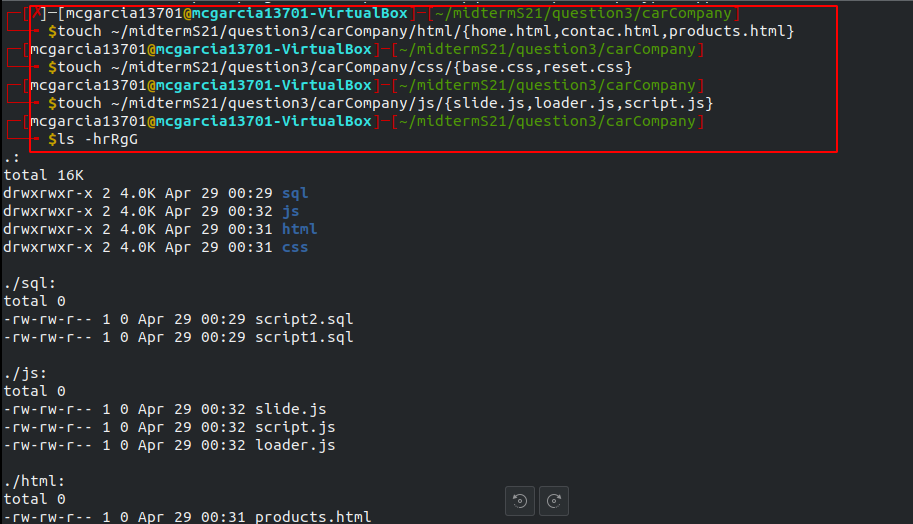 [✗]─[mcgarcia13701@mcgarcia13701-VirtualBox]─[~/midtermS21/question3/carCompany]
$touch ~/midtermS21/question3/carCompany/html/{home.html,contac.html,products.html}
[mcgarcia13701@mcgarcia13701-VirtualBox]─[~/midtermS21/question3/carCompany]
$touch ~/midtermS21/question3/carCompany/css/{base.css,reset.css}
[mcgarcia13701@mcgarcia13701-VirtualBox]─[~/midtermS21/question3/carCompany]
$touch ~/midtermS21/question3/carCompany/js/{slide.js,loader.js,script.js}
[mcgarcia13701@mcgarcia13701-VirtualBox]─[~/midtermS21/question3/carCompany]
$ls -hrRgG
.:
total 16K
drwxrwxr-x 2 4.0K Apr 29 00:29 sql
drwxrwxr-x 2 4.0K Apr 29 00:32 js
drwxrwxr-x 2 4.0K Apr 29 00:31 html
drwxrwxr-x 2 4.0K Apr 29 00:31 css

./sql:
total 0
-rw-rw-r-- 1 0 Apr 29 00:29 script2.sql
-rw-rw-r-- 1 0 Apr 29 00:29 script1.sql

./js:
total 0
-rw-rw-r-- 1 0 Apr 29 00:32 slide.js
-rw-rw-r-- 1 0 Apr 29 00:32 script.js
-rw-rw-r-- 1 0 Apr 29 00:32 loader.js

./html:
total 0
-rw-rw-r-- 1 0 Apr 29 00:31 products.html